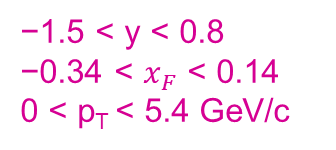 −1.5 < y < 0.8
−0.34 < x_F < 0.14
0 < p_T < 5.4 GeV/c